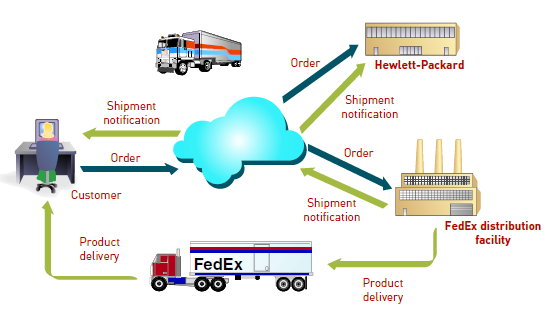 Order
Hewlett-Packard
Shipment
notification
Shipment
notification
Order
Order
Customer
Shipment
notification
FedEx distribution
facility
Product
delivery
FedEx
Product
delivery